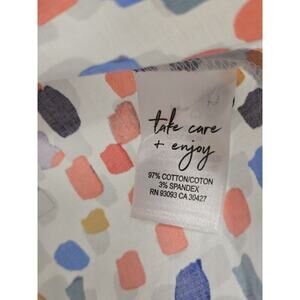 take care
+ enjoy
97% COTTON/COTON
3% SPANDEX
RN 93093 CA 30427